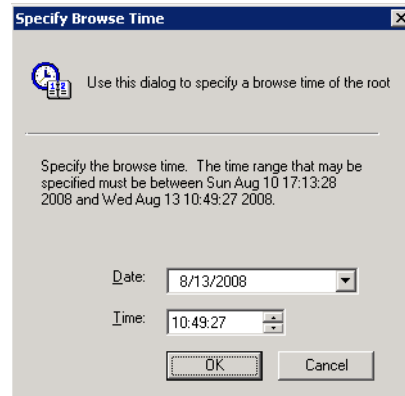 Specify Browse Time
Use this dialog to specify a browse time of the root
Specify the browse time. The time range that may be
specified must be between Sun Aug 10 17:13:28
2008 and Wed Aug 13 10:49:27 2008.
Date: 8/13/2008
Time: 10:49:27
OK Cancel